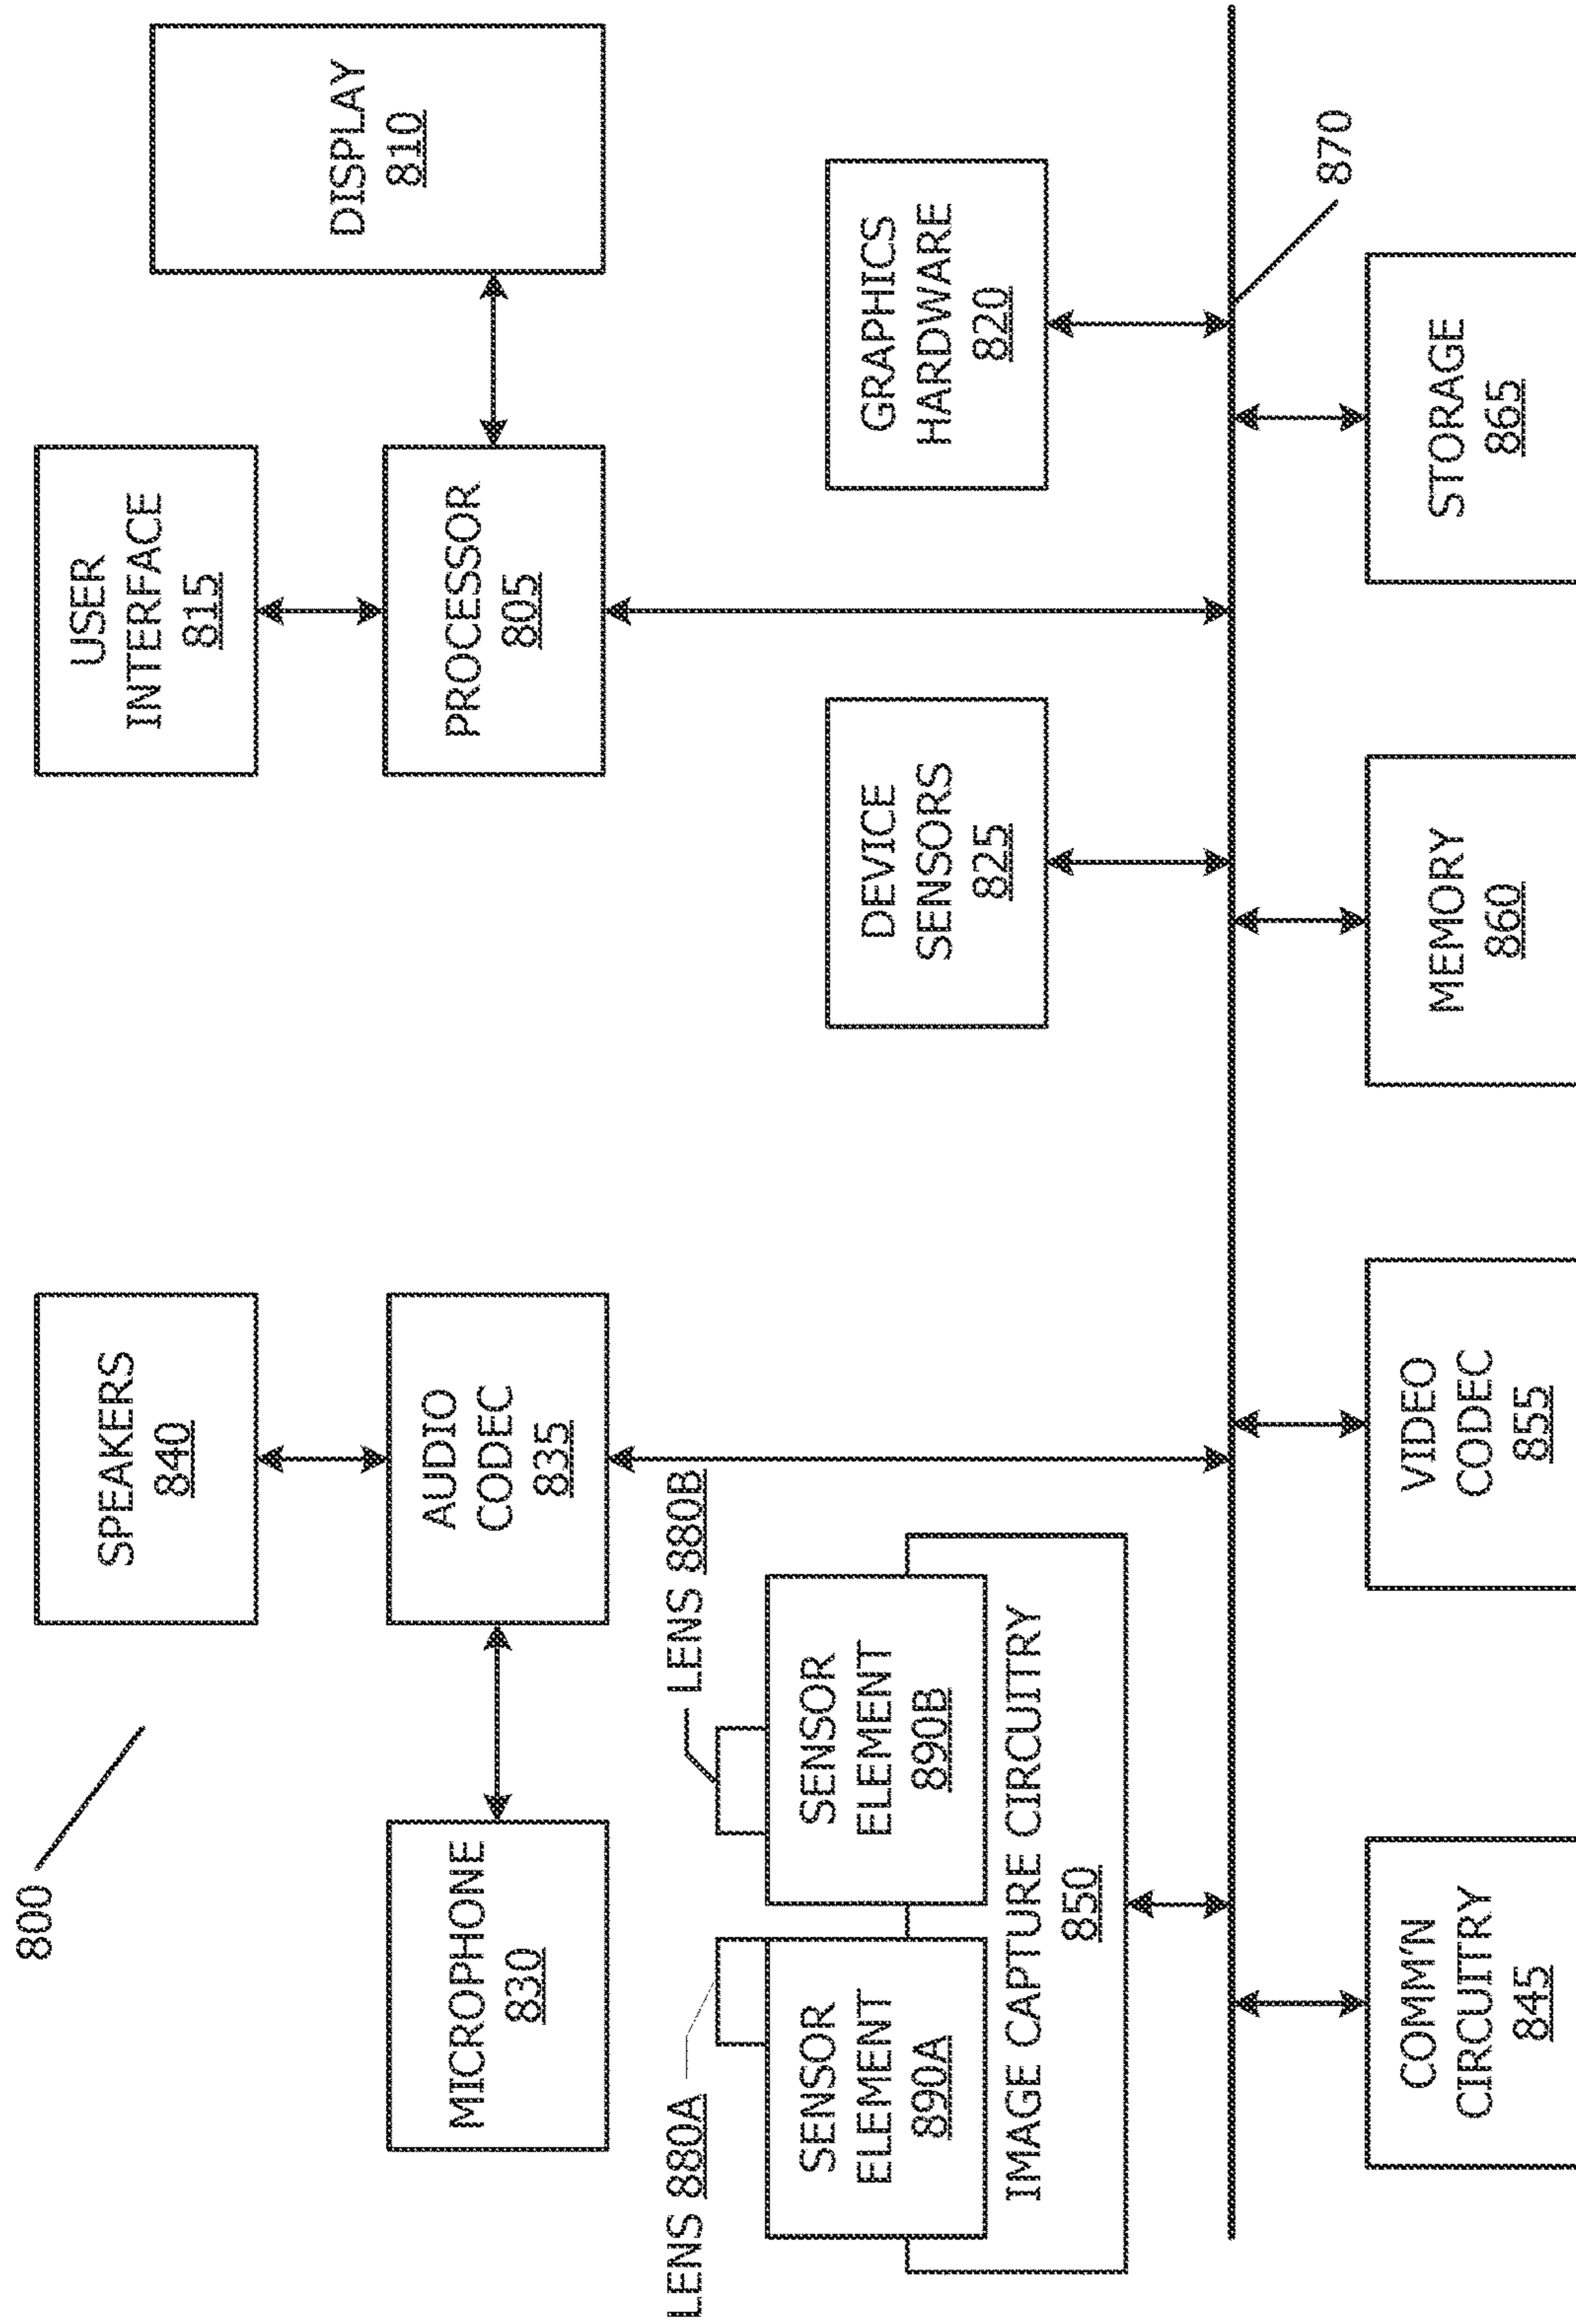 800
SPEAKERS
840
USER
INTERFACE
815
DISPLAY
810
MICROPHONE
830
AUDIO
CODEC
835
PROCESSOR
805
LENS 880A
LENS 880B
SENSOR
ELEMENT
890A
SENSOR
ELEMENT
890B
IMAGE CAPTURE CIRCUITRY
850
DEVICE
SENSORS
825
GRAPHICS
HARDWARE
820
870
COMM'N
CIRCUITRY
845
VIDEO
CODEC
855
MEMORY
860
STORAGE
865